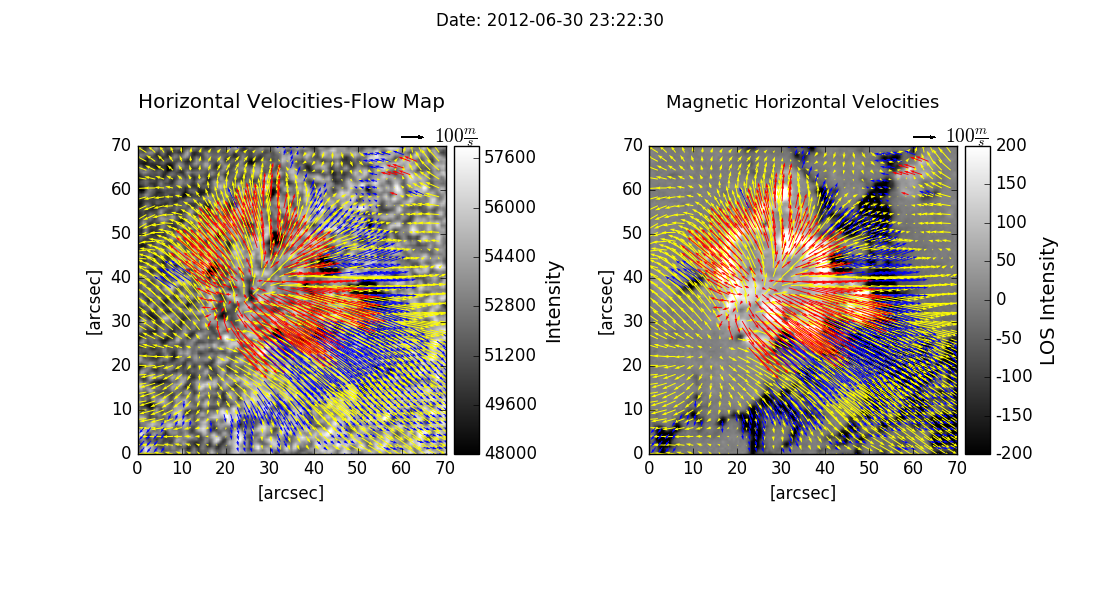 Date: 2012-06-30 23:22:30
Horizontal Velocities-Flow Map
Magnetic Horizontal Velocities
100 m/s
100 m/s
70
60
50
40
30
20
10
0
[arcsec]
0 10 20 30 40 50 60 70
[arcsec]
57600
56000
54400
52800
51200
49600
48000
Intensity
70
60
50
40
30
20
10
0
[arcsec]
0 10 20 30 40 50 60 70
[arcsec]
200
150
100
50
0
-50
-100
-150
-200
LOS Intensity